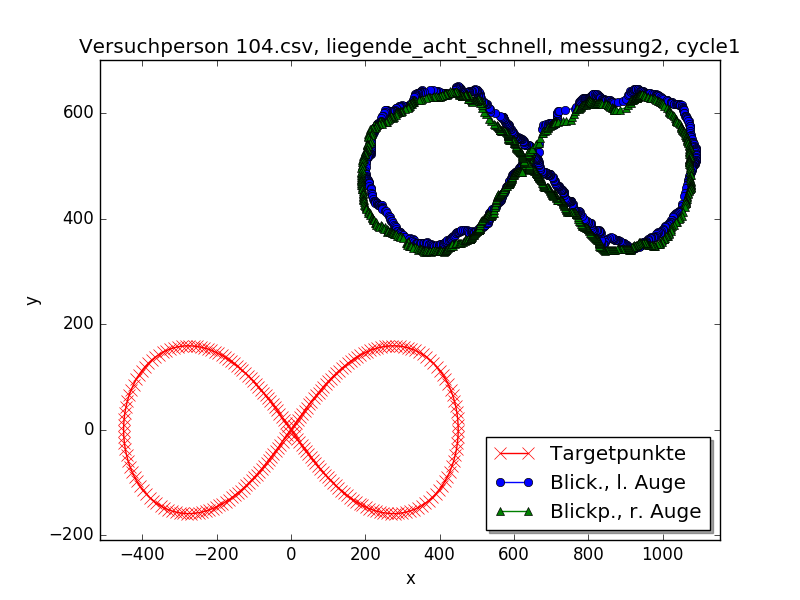 Versuchperson 104.csv, liegende_acht_schnell, messung2, cycle1
600
400
200
0
−200
y
−400 −200 0 200 400 600 800 1000
x
Targetpunkte
Blick., l. Auge
Blickp., r. Auge